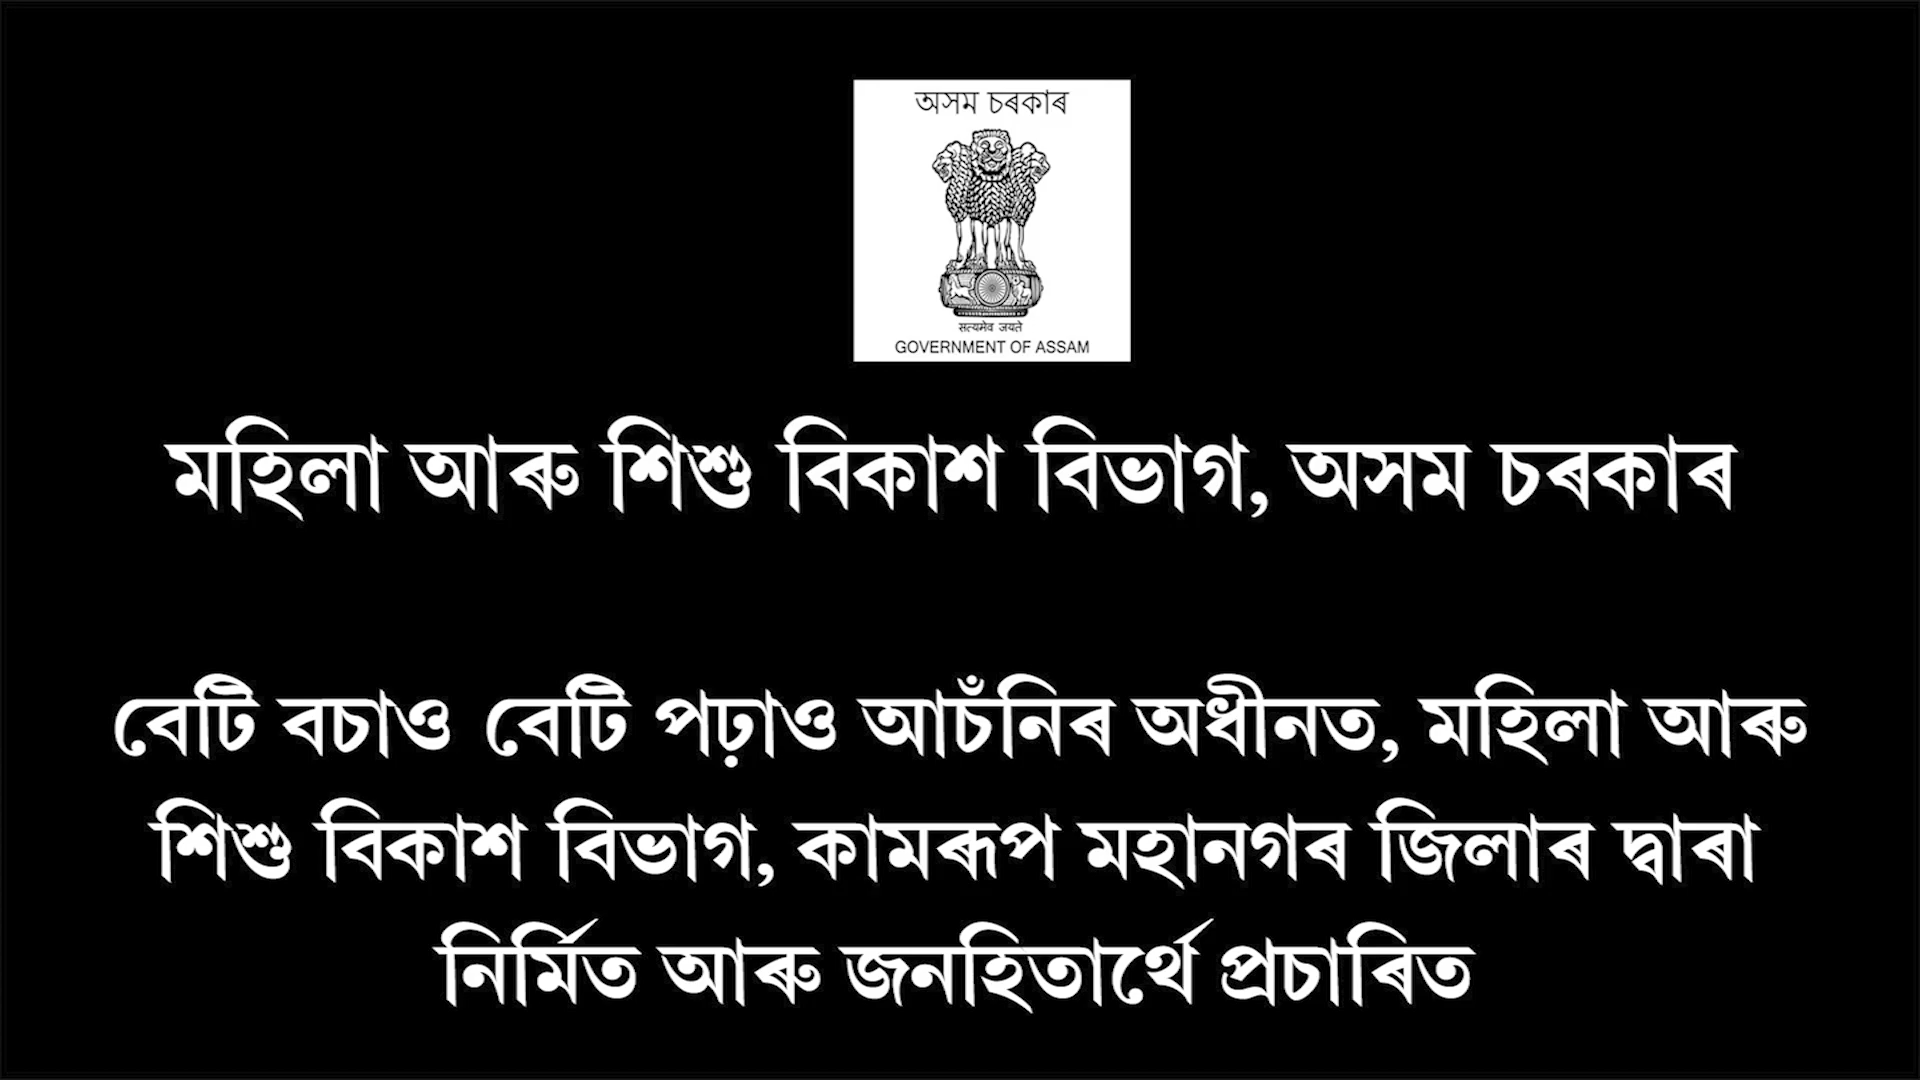 অসম চৰকাৰ
सत्यमेव जयते
GOVERNMENT OF ASSAM
মহিলা আৰু শিশু বিকাশ বিভাগ, অসম চৰকাৰ
বেটি বচাও বেটি পঢ়াও আচঁনিৰ অধীনত, মহিলা আৰু
শিশু বিকাশ বিভাগ, কামৰূপ মহানগৰ জিলাৰ দ্বাৰা
নিৰ্মিত আৰু জনহিতাৰ্থে প্ৰচাৰিত